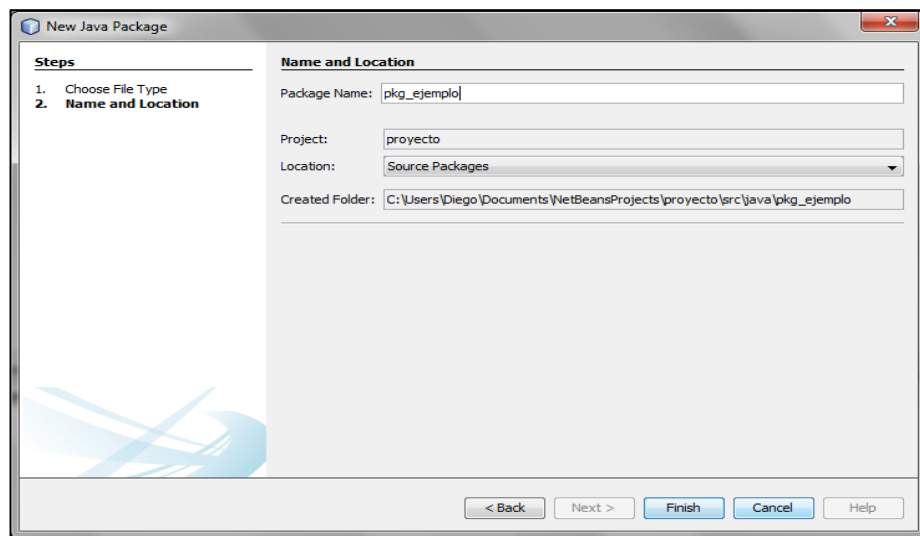 New Java Package
Steps
1. Choose File Type
2. Name and Location
Name and Location
Package Name: pkg_ejemplo
Project: proyecto
Location: Source Packages
Created Folder: C:\Users\Diego\Documents\NetBeansProjects\proyecto\src\java\pkg_ejemplo
< Back Next > Finish Cancel Help